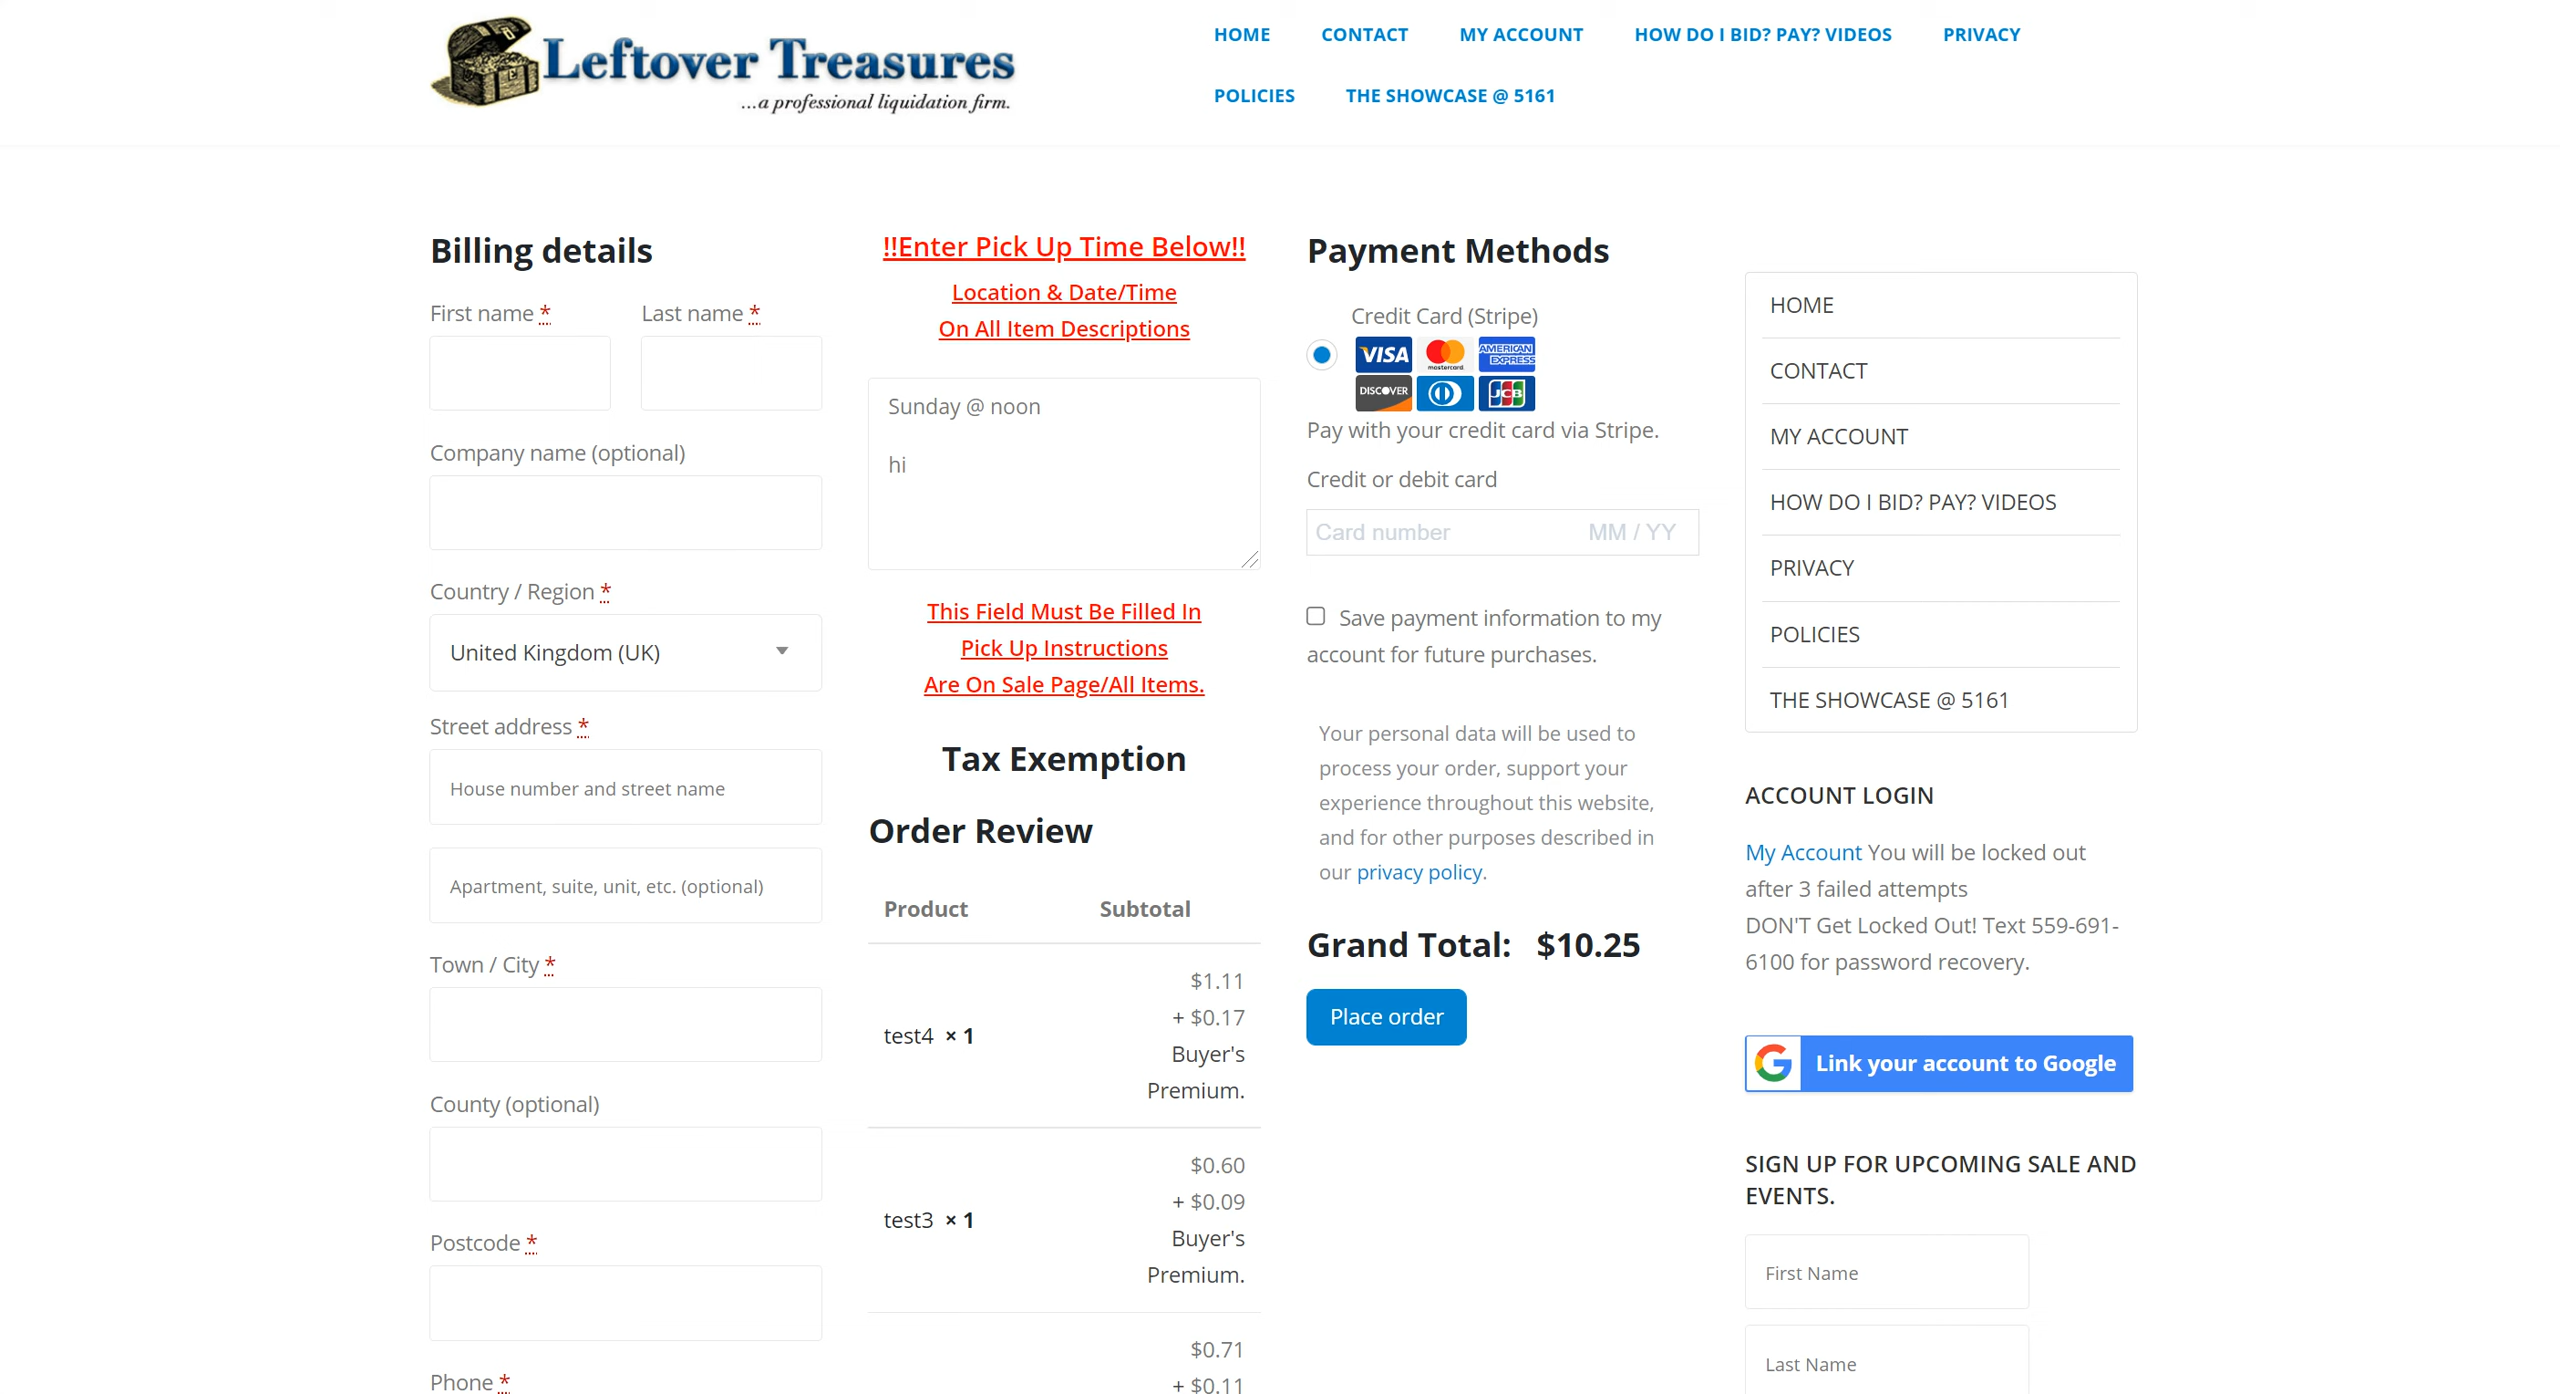 Leftover Treasures
...a professional liquidation firm.
HOME CONTACT MY ACCOUNT HOW DO I BID? PAY? VIDEOS PRIVACY
POLICIES THE SHOWCASE @ 5161
Billing details
First name * Last name *
Company name (optional)
Country / Region *
United Kingdom (UK)
Street address *
House number and street name
Apartment, suite, unit, etc. (optional)
Town / City *
County (optional)
Postcode *
Phone *
!!Enter Pick Up Time Below!!
Location & Date/Time
On All Item Descriptions
Sunday @ noon
hi
This Field Must Be Filled In
Pick Up Instructions
Are On Sale Page/All Items.
Tax Exemption
Order Review
Product Subtotal
$1.11
+ $0.17
test4 × 1
Buyer's
Premium.
$0.60
+ $0.09
test3 × 1
Buyer's
Premium.
$0.71
+ $0.11
Payment Methods
Credit Card (Stripe)
VISA mastercard AMERICAN EXPRESS
DISCOVER JCB
Pay with your credit card via Stripe.
Credit or debit card
Card number MM / YY
Save payment information to my
account for future purchases.
Your personal data will be used to
process your order, support your
experience throughout this website,
and for other purposes described in
our privacy policy.
Grand Total: $10.25
Place order
HOME
CONTACT
MY ACCOUNT
HOW DO I BID? PAY? VIDEOS
PRIVACY
POLICIES
THE SHOWCASE @ 5161
ACCOUNT LOGIN
My Account You will be locked out
after 3 failed attempts
DON'T Get Locked Out! Text 559-691-
6100 for password recovery.
Link your account to Google
SIGN UP FOR UPCOMING SALE AND
EVENTS.
First Name
Last Name